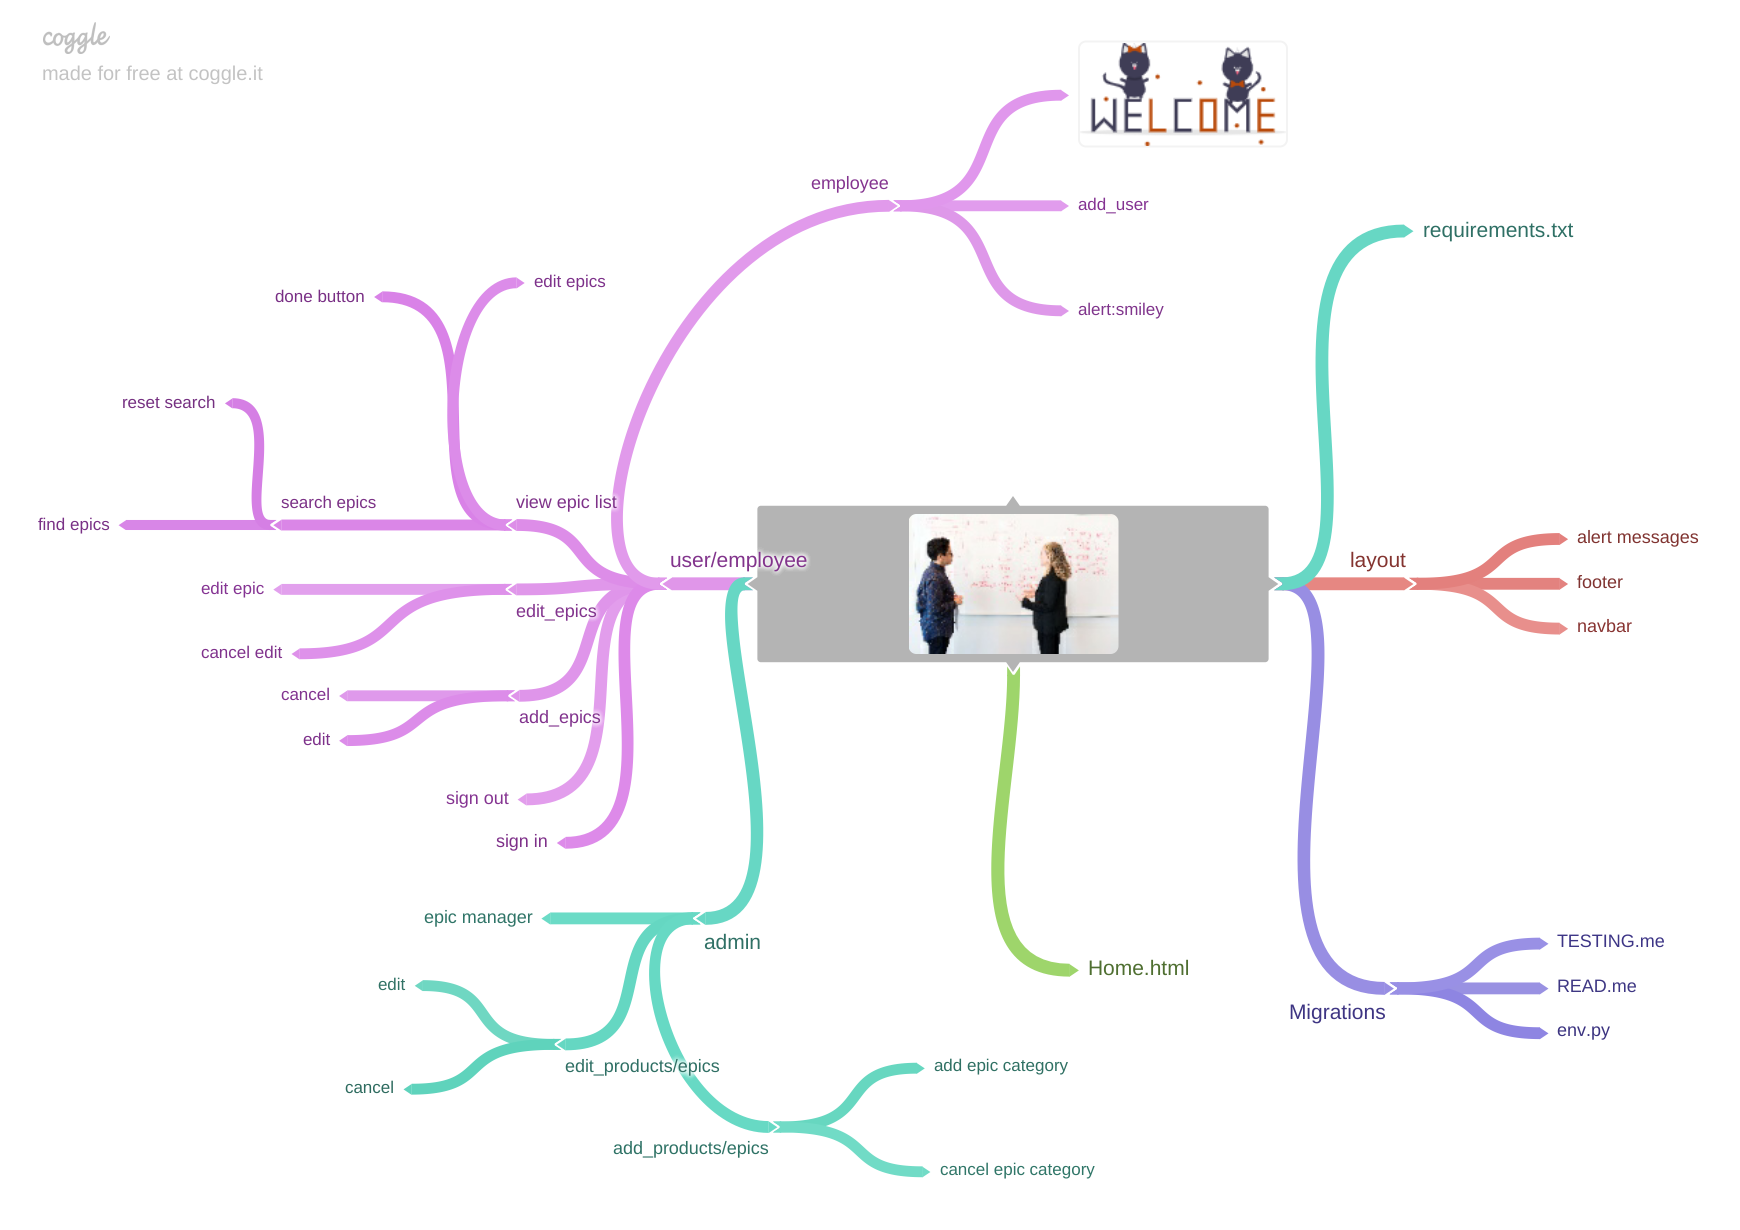 coggle
made for free at coggle.it
WELCOME
employee
add_user
requirements.txt
alert:smiley
edit epics
done button
reset search
search epics
view epic list
find epics
user/employee
layout
alert messages
footer
navbar
edit epic
edit_epics
cancel edit
cancel
add_epics
edit
sign out
sign in
epic manager
admin
Home.html
TESTING.me
READ.me
env.py
Migrations
edit
edit_products/epics
cancel
add epic category
add_products/epics
cancel epic category